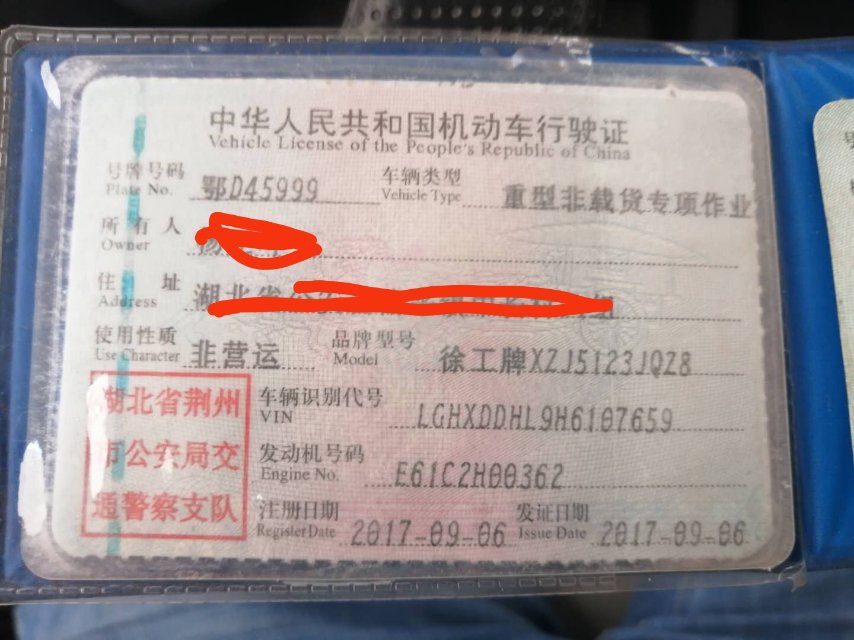 中华人民共和国机动车行驶证
Vehicle License of the People's Republic of China
号牌号码 鄂D45999 车辆类型 重型非载货专项作业
Plate No. Vehicle Type
所有人
Owner
住址 湖北省公安
Address
使用性质 非营运 品牌型号 徐工牌XZJ5123JQZ8
Use Character Model
湖北省荆州
市公安局交
通警察支队
车辆识别代号 LGHXDDHL9H6107659
VIN
发动机号码 E61C2H00362
Engine No.
注册日期 2017-09-06 发证日期 2017-09-06
Register Date Issue Date